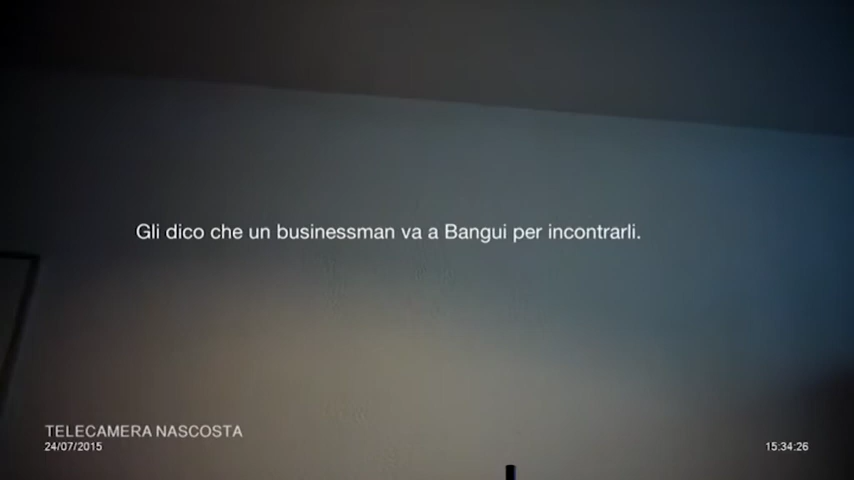 Gli dico che un businessman va a Bangui per incontrarli.
TELECAMERA NASCOSTA
24/07/2015
15:34:26